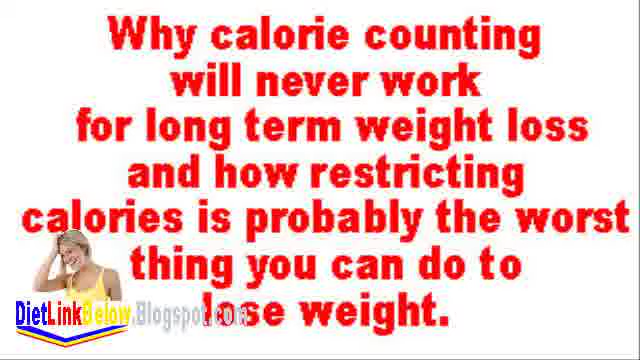 Why calorie counting
will never work
for long term weight loss
and how restricting
calories is probably the worst
thing you can do to
lose weight.
DietLinkBelow.Blogspot.com